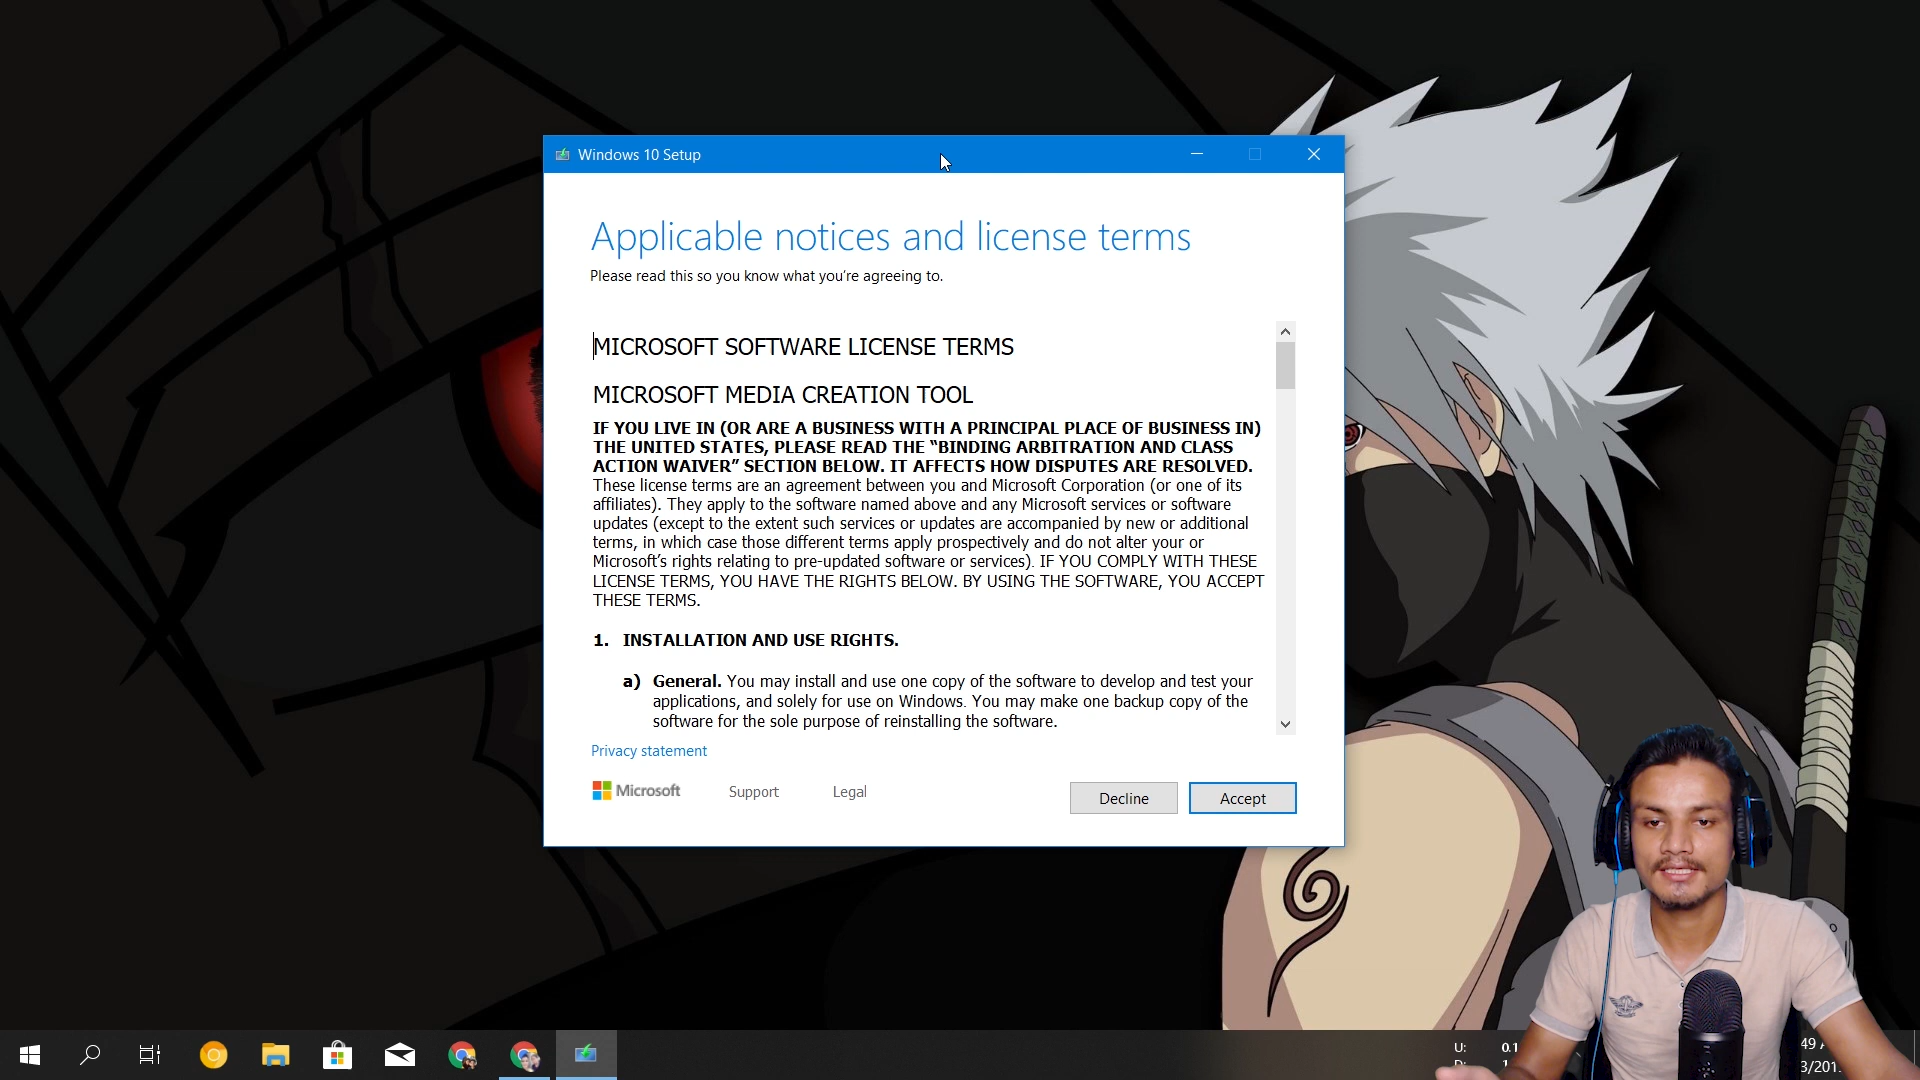 Windows 10 Setup
Applicable notices and license terms
Please read this so you know what you're agreeing to.
MICROSOFT SOFTWARE LICENSE TERMS
MICROSOFT MEDIA CREATION TOOL
IF YOU LIVE IN (OR ARE A BUSINESS WITH A PRINCIPAL PLACE OF BUSINESS IN)
THE UNITED STATES, PLEASE READ THE “BINDING ARBITRATION AND CLASS
ACTION WAIVER” SECTION BELOW. IT AFFECTS HOW DISPUTES ARE RESOLVED.
These license terms are an agreement between you and Microsoft Corporation (or one of its
affiliates). They apply to the software named above and any Microsoft services or software
updates (except to the extent such services or updates are accompanied by new or additional
terms, in which case those different terms apply prospectively and do not alter your or
Microsoft’s rights relating to pre-updated software or services). IF YOU COMPLY WITH THESE
LICENSE TERMS, YOU HAVE THE RIGHTS BELOW. BY USING THE SOFTWARE, YOU ACCEPT
THESE TERMS.
1. INSTALLATION AND USE RIGHTS.
a) General. You may install and use one copy of the software to develop and test your
applications, and solely for use on Windows. You may make one backup copy of the
software for the sole purpose of reinstalling the software.
Privacy statement
Microsoft Support Legal Decline Accept
U: 0.1 49
3/201